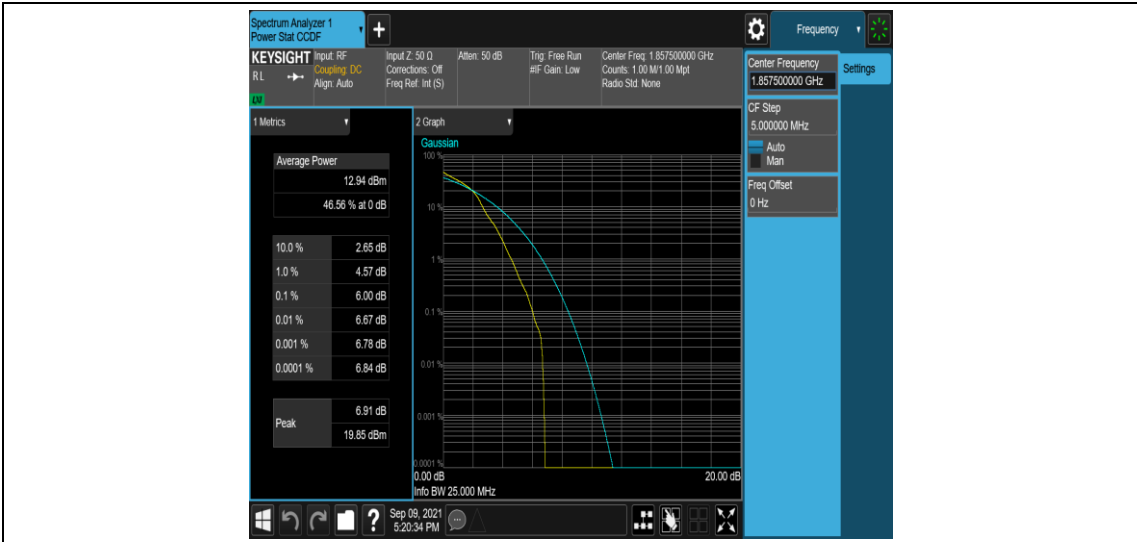 Spectrum Analyzer 1
Power Stat CCDF
+
Frequency
KEYSIGHT
RL
LXI
Input: RF
Coupling: DC
Align: Auto
Input Z: 50 Ω
Corrections: Off
Freq Ref: Int (S)
Atten: 50 dB
Trig: Free Run
#IF Gain: Low
Center Freq: 1.857500000 GHz
Counts: 1.00 M/1.00 Mpt
Radio Std: None
Center Frequency
1.857500000 GHz
Settings
CF Step
5.000000 MHz
Auto
Man
Freq Offset
0 Hz
1 Metrics
Average Power
12.94 dBm
46.56 % at 0 dB
10.0 % 2.65 dB
1.0 % 4.57 dB
0.1 % 6.00 dB
0.01 % 6.67 dB
0.001 % 6.78 dB
0.0001 % 6.84 dB
Peak
6.91 dB
19.85 dBm
2 Graph
Gaussian
100 %
10 %
1 %
0.1 %
0.01 %
0.001 %
0.0001 %
0.00 dB 20.00 dB
Info BW 25.000 MHz
?
Sep 09, 2021
5:20:34 PM